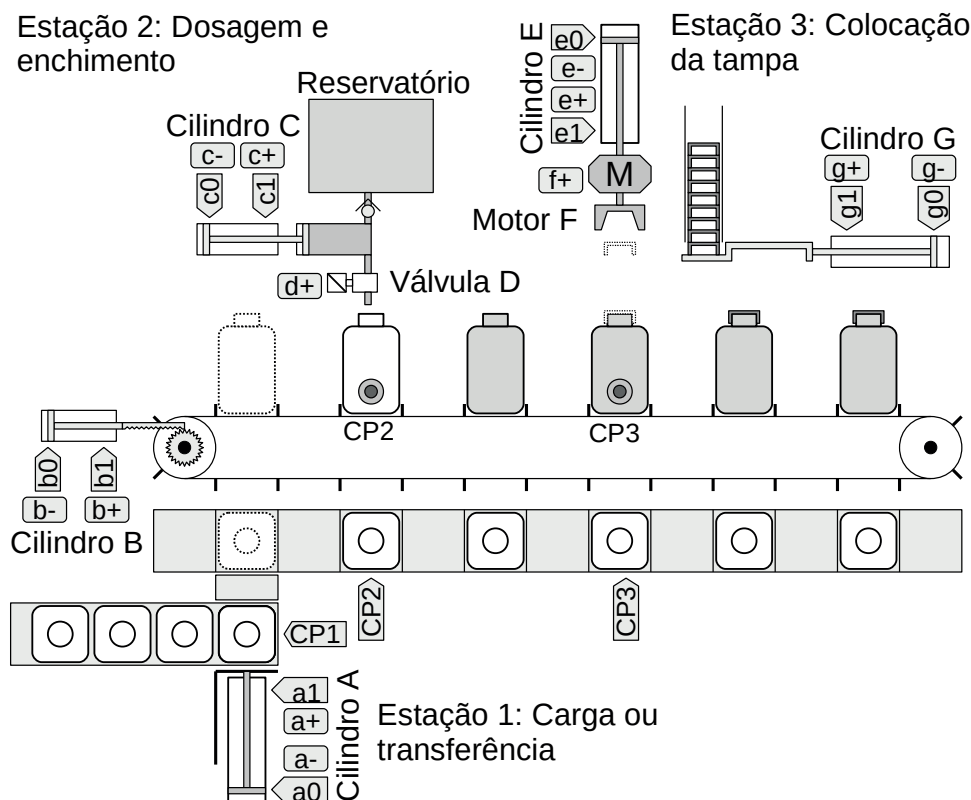 Estação 2: Dosagem e
enchimento
Reservatório
Cilindro C
c-
c+
c0
c1
d+
Válvula D
Cilindro E
e0
e-
e+
e1
f+
M
Motor F
Estação 3: Colocação
da tampa
Cilindro G
g+
g-
g1
g0
CP2
CP3
b0
b1
b-
b+
Cilindro B
CP2
CP3
CP1
a1
a+
a-
a0
Cilindro A
Estação 1: Carga ou
transferência